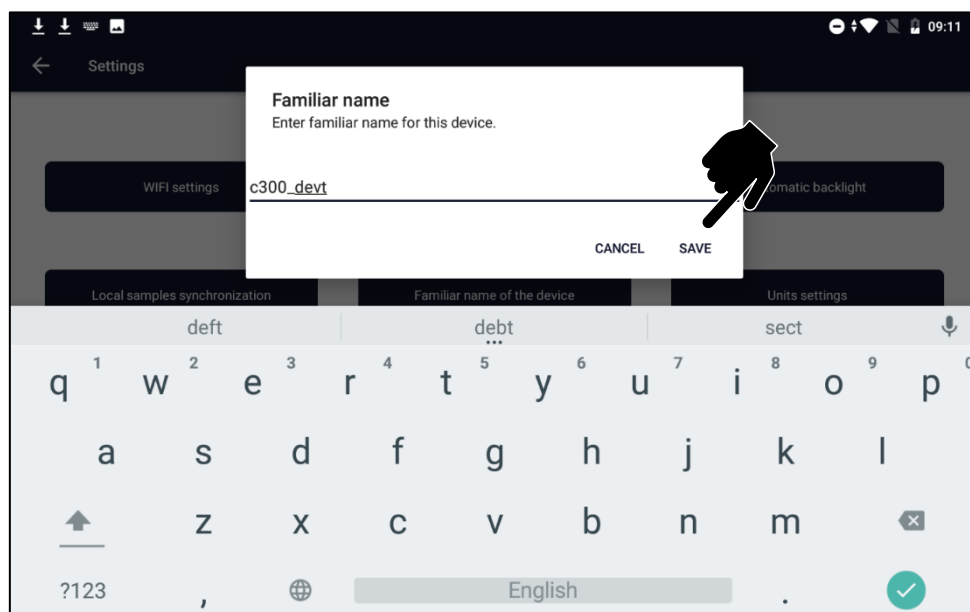 09:11
Settings
Familiar name
Enter familiar name for this device.
WIFI settings
c300_devt
omatic backlight
CANCEL SAVE
Local samples synchronization
Familiar name of the device
Units settings
deft debt sect
1 2 3 4 5 6 7 8 9 0
q w e r t y u i o p
a s d f g h j k l
z x c v b n m
?123 , English .